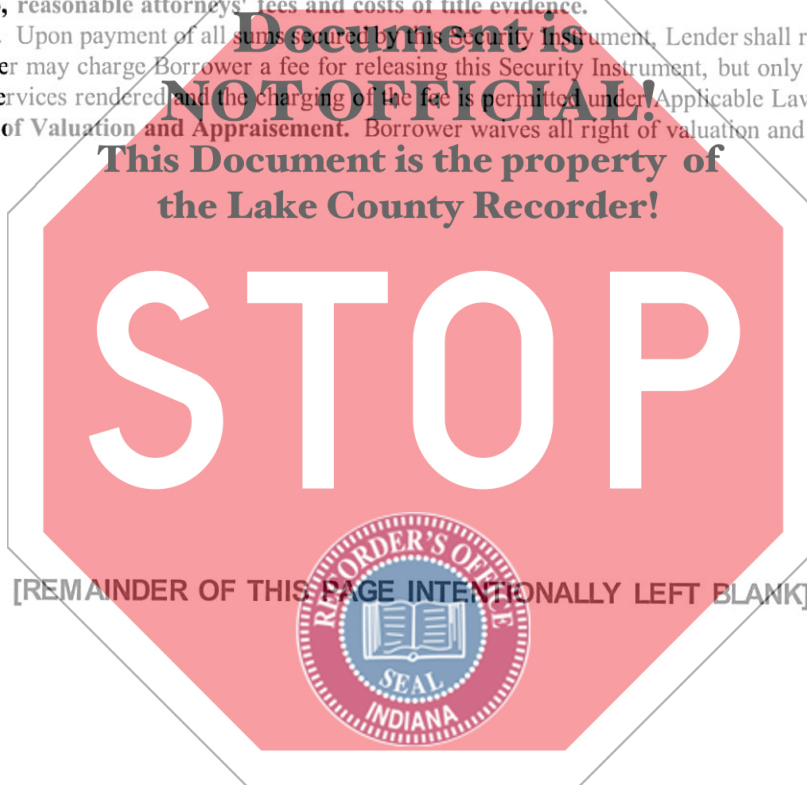 , reasonable attorneys' fees and costs of title evidence.
Document is
. Upon payment of all sums secured by this Security Instrument, Lender shall
er may charge Borrower a fee for releasing this Security Instrument, but only
NOT OFFICIAL!
ervices rendered and the charging of the fee is permitted under Applicable Law
of Valuation and Appraisement. Borrower waives all right of valuation and
This Document is the property of
the Lake County Recorder!
STOP
[REMAINDER OF THIS PAGE INTENTIONALLY LEFT BLANK]
RECORDER'S OFFICE
SEAL
INDIANA